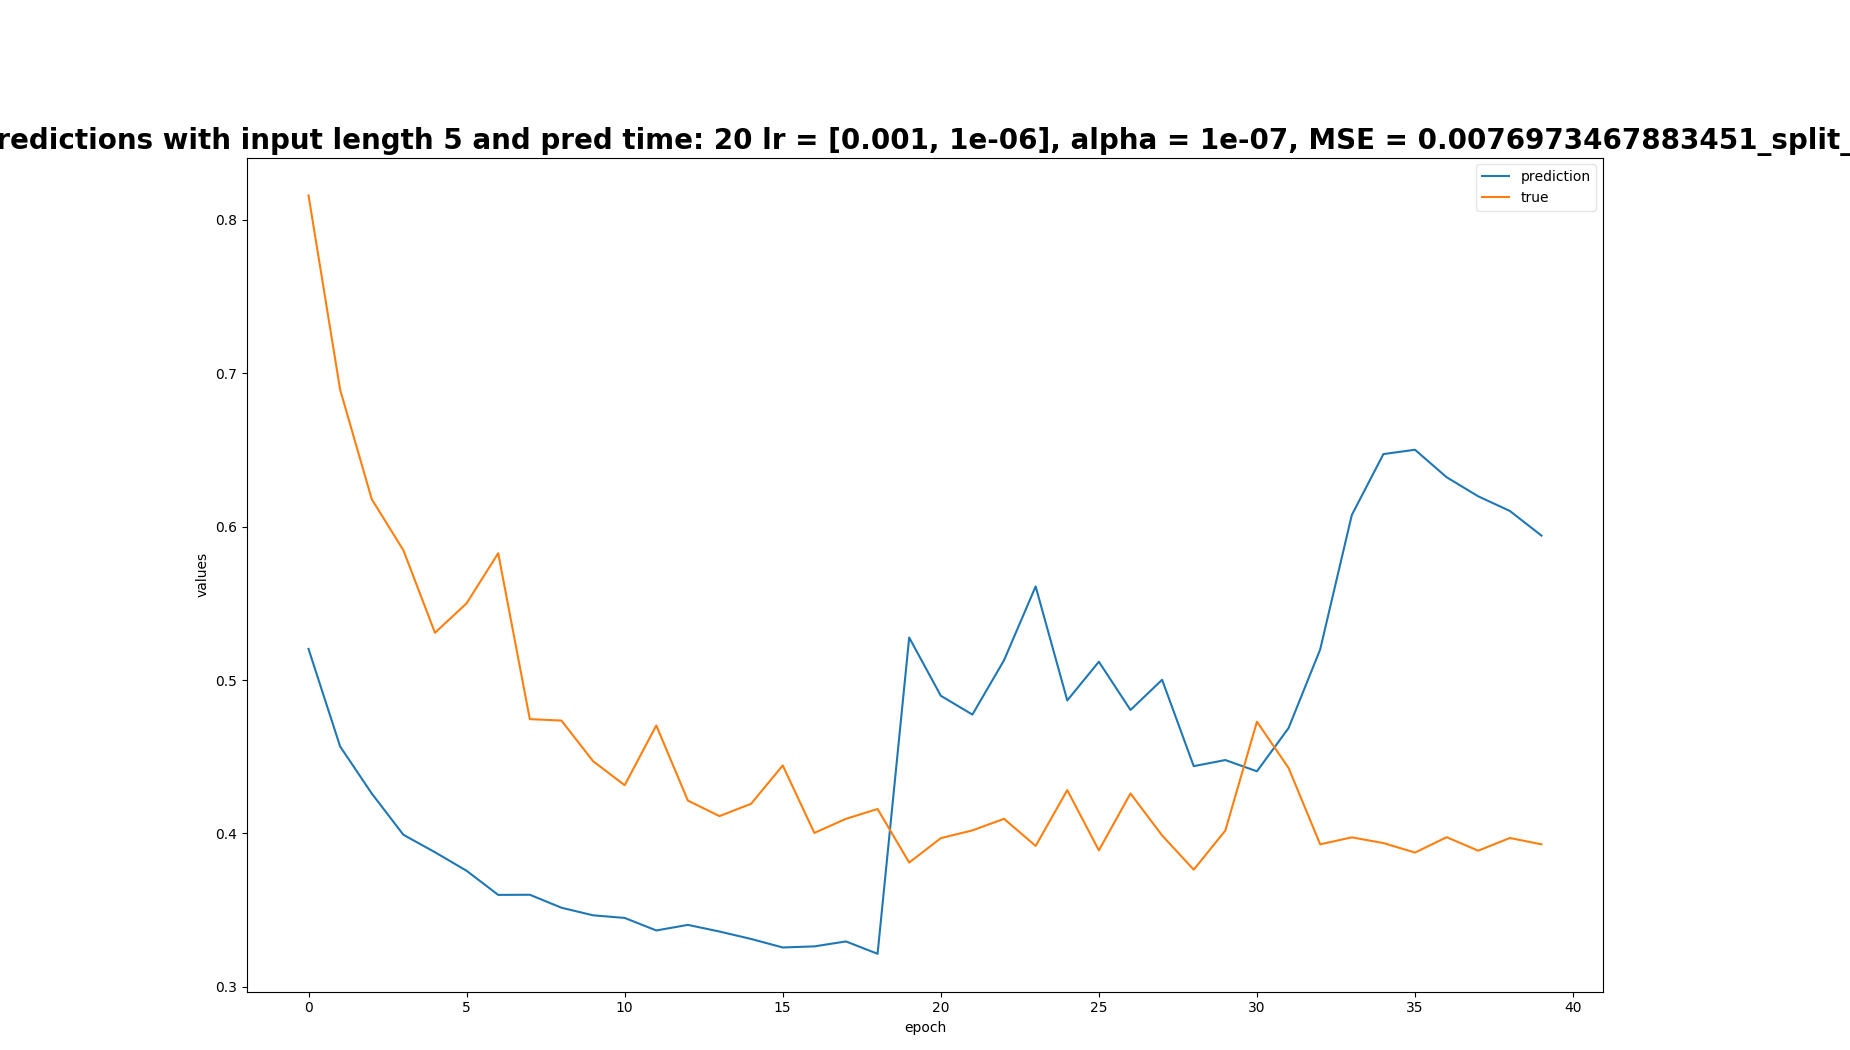 redictions with input length 5 and pred time: 20 lr = [0.001, 1e-06], alpha = 1e-07, MSE = 0.0076973467883451_split_
prediction
true
0.8
0.7
0.6
0.5
0.4
0.3
values
0 5 10 15 20 25 30 35 40
epoch